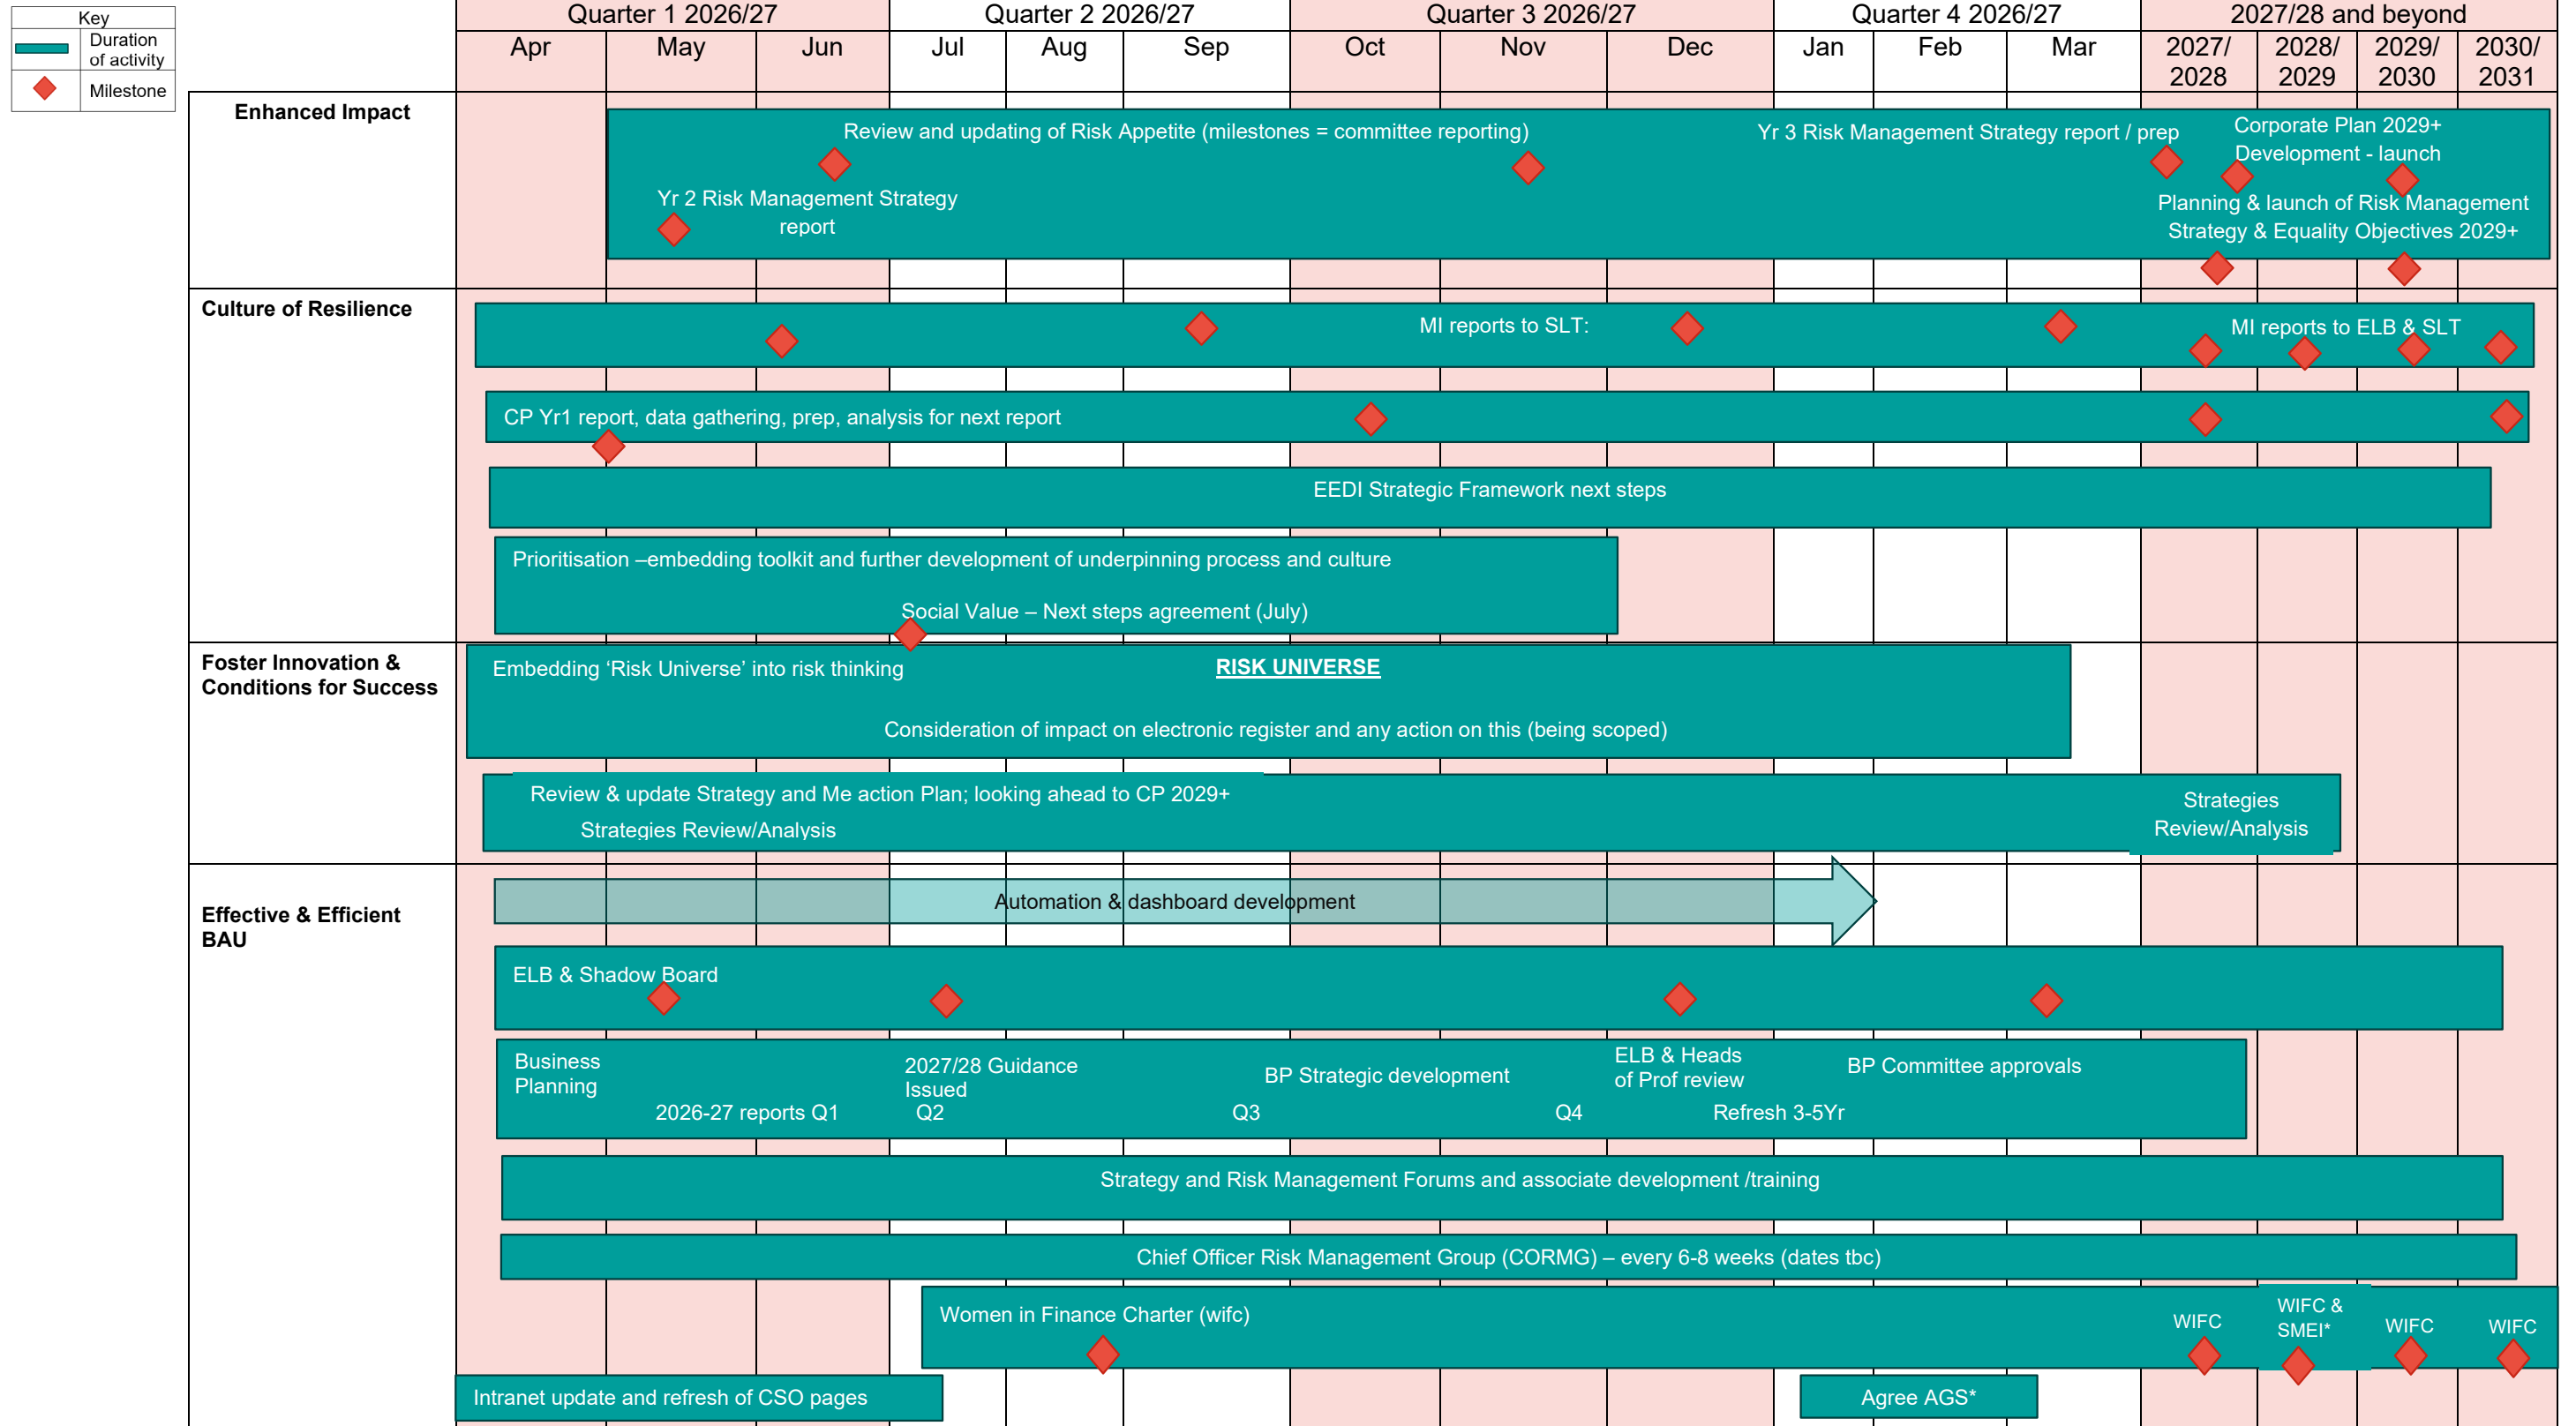 Key
Duration
of activity
Milestone
Quarter 1 2026/27
Quarter 2 2026/27
Quarter 3 2026/27
Quarter 4 2026/27
2027/28 and beyond
Apr
May
Jun
Jul
Aug
Sep
Oct
Nov
Dec
Jan
Feb
Mar
2027/
2028
2028/
2029
2029/
2030
2030/
2031
Enhanced Impact
Review and updating of Risk Appetite (milestones = committee reporting)
Yr 3 Risk Management Strategy report / prep
Corporate Plan 2029+
Development - launch
Yr 2 Risk Management Strategy
report
Planning & launch of Risk Management
Strategy & Equality Objectives 2029+
Culture of Resilience
MI reports to SLT:
MI reports to ELB & SLT
CP Yr1 report, data gathering, prep, analysis for next report
EEDI Strategic Framework next steps
Prioritisation –embedding toolkit and further development of underpinning process and culture
Social Value – Next steps agreement (July)
Foster Innovation &
Conditions for Success
Embedding ‘Risk Universe’ into risk thinking
RISK UNIVERSE
Consideration of impact on electronic register and any action on this (being scoped)
Review & update Strategy and Me action Plan; looking ahead to CP 2029+
Strategies Review/Analysis
Strategies
Review/Analysis
Effective & Efficient
BAU
Automation & dashboard development
ELB & Shadow Board
Business
Planning
2027/28 Guidance
Issued
BP Strategic development
ELB & Heads
of Prof review
BP Committee approvals
2026-27 reports Q1
Q2
Q3
Q4
Refresh 3-5Yr
Strategy and Risk Management Forums and associate development /training
Chief Officer Risk Management Group (CORMG) – every 6-8 weeks (dates tbc)
Women in Finance Charter (wifc)
WIFC
WIFC &
SMEI*
WIFC
WIFC
Intranet update and refresh of CSO pages
Agree AGS*